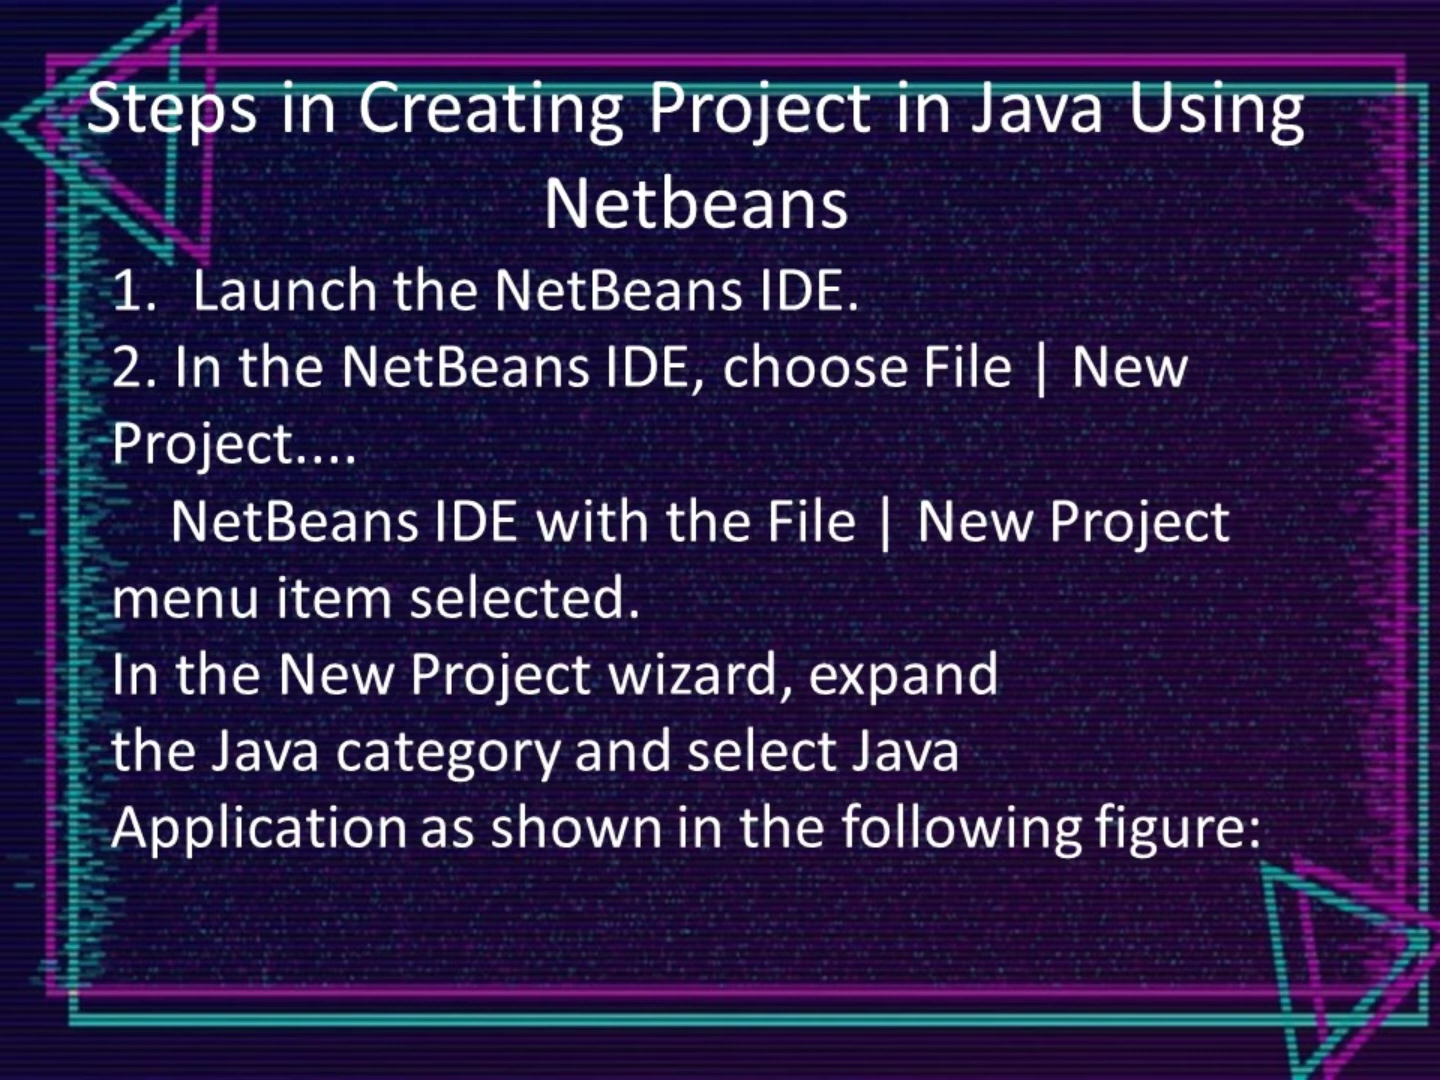 Steps in Creating Project in Java Using
Netbeans
1. Launch the NetBeans IDE.
2. In the NetBeans IDE, choose File | New
Project....
NetBeans IDE with the File | New Project
menu item selected.
In the New Project wizard, expand
the Java category and select Java
Application as shown in the following figure: